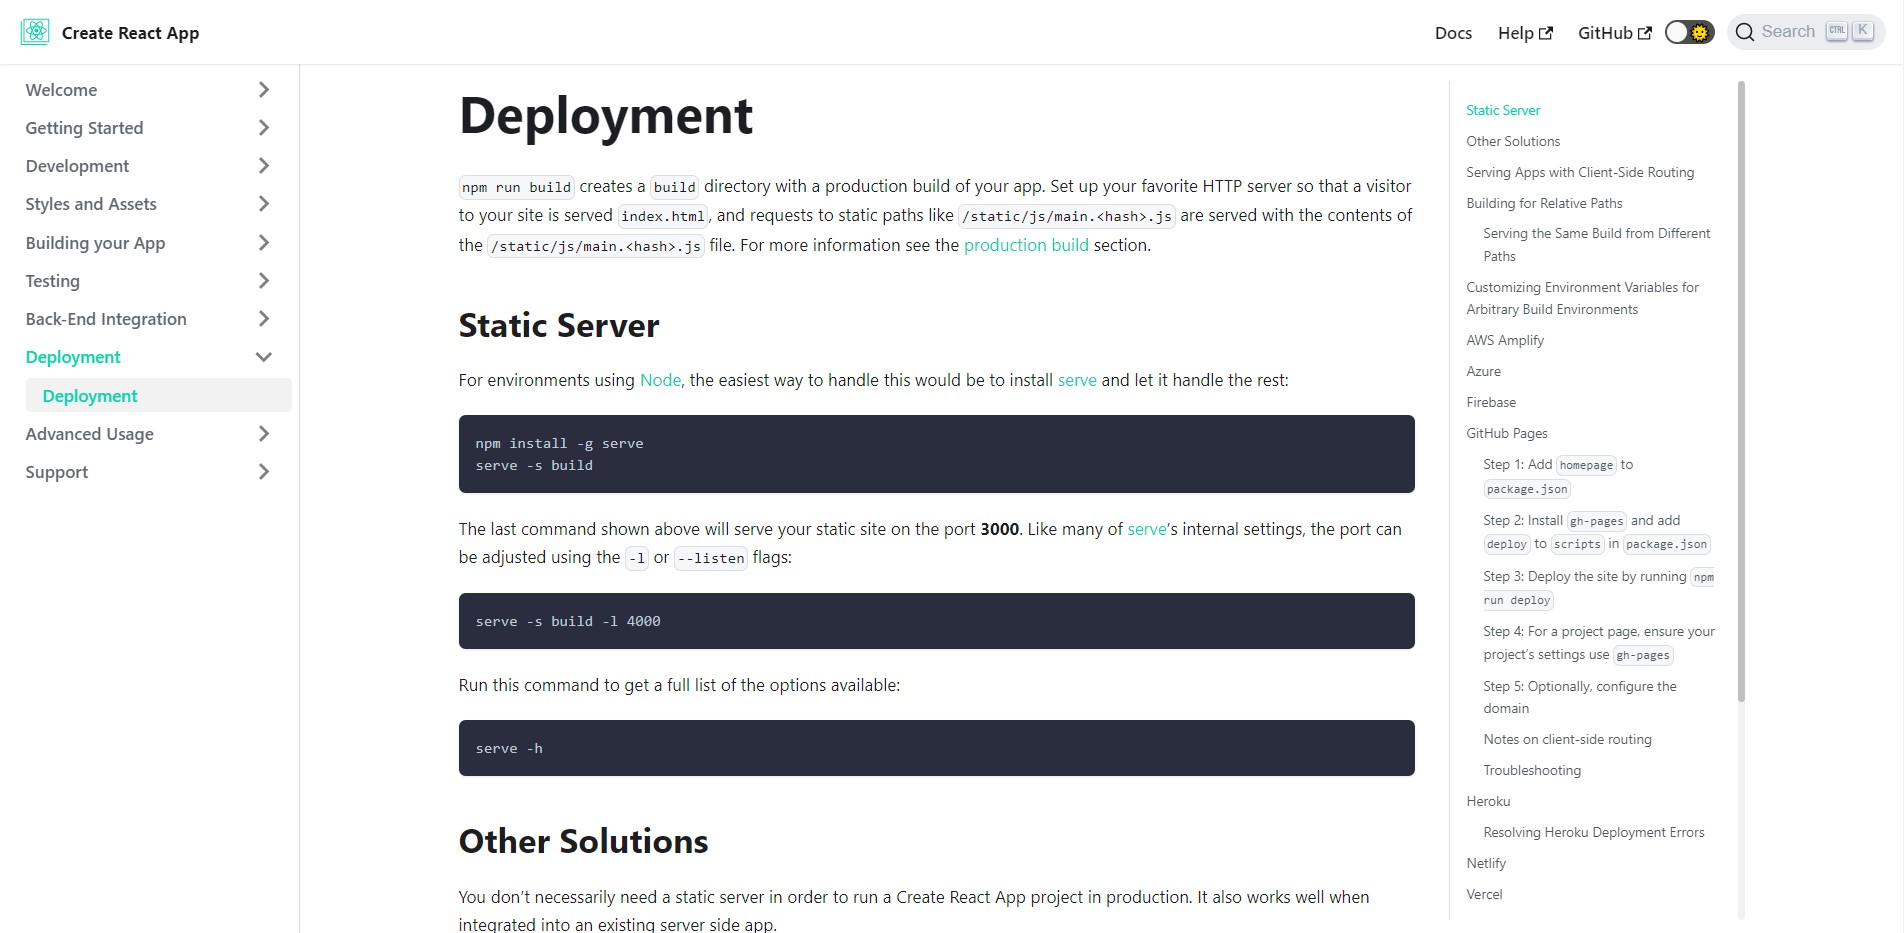 Create React App
Docs
Help
GitHub
Search
CTRL
K
Welcome
Getting Started
Development
Styles and Assets
Building your App
Testing
Back-End Integration
Deployment
Deployment
Advanced Usage
Support
Deployment
npm run build creates a build directory with a production build of your app. Set up your favorite HTTP server so that a visitor
to your site is served index.html, and requests to static paths like /static/js/main.<hash>.js are served with the contents of
the /static/js/main.<hash>.js file. For more information see the production build section.
Static Server
For environments using Node, the easiest way to handle this would be to install serve and let it handle the rest:
npm install -g serve
serve -s build
The last command shown above will serve your static site on the port 3000. Like many of serve’s internal settings, the port can
be adjusted using the -l or --listen flags:
serve -s build -l 4000
Run this command to get a full list of the options available:
serve -h
Other Solutions
You don’t necessarily need a static server in order to run a Create React App project in production. It also works well when
integrated into an existing server side app.
Static Server
Other Solutions
Serving Apps with Client-Side Routing
Building for Relative Paths
Serving the Same Build from Different
Paths
Customizing Environment Variables for
Arbitrary Build Environments
AWS Amplify
Azure
Firebase
GitHub Pages
Step 1: Add homepage to
package.json
Step 2: Install gh-pages and add
deploy to scripts in package.json
Step 3: Deploy the site by running npm
run deploy
Step 4: For a project page, ensure your
project’s settings use gh-pages
Step 5: Optionally, configure the
domain
Notes on client-side routing
Troubleshooting
Heroku
Resolving Heroku Deployment Errors
Netlify
Vercel